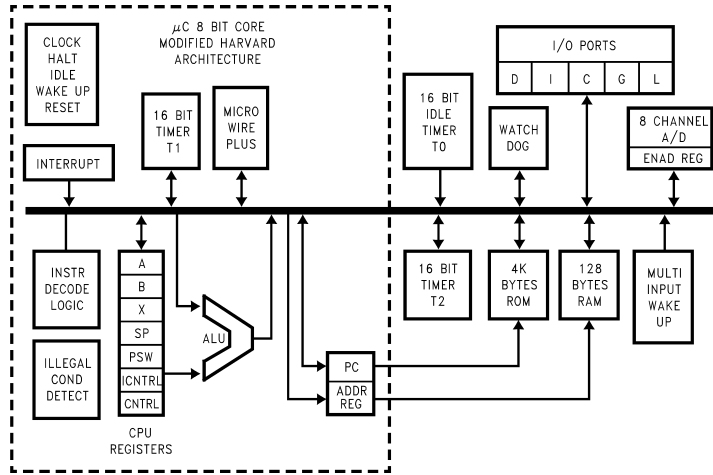 CLOCK
HALT
IDLE
WAKE UP
RESET
μC 8 BIT CORE
MODIFIED HARVARD
ARCHITECTURE
16 BIT
TIMER
T1
MICRO
WIRE
PLUS
INTERRUPT
16 BIT
IDLE
TIMER
T0
WATCH
DOG
I/O PORTS
D I C G L
8 CHANNEL
A/D
ENAD REG
INSTR
DECODE
LOGIC
ILLEGAL
COND
DETECT
A
B
X
SP
PSW
ICNTRL
CNTRL
CPU
REGISTERS
ALU
PC
ADDR
REG
16 BIT
TIMER
T2
4K
BYTES
ROM
128
BYTES
RAM
MULTI
INPUT
WAKE
UP